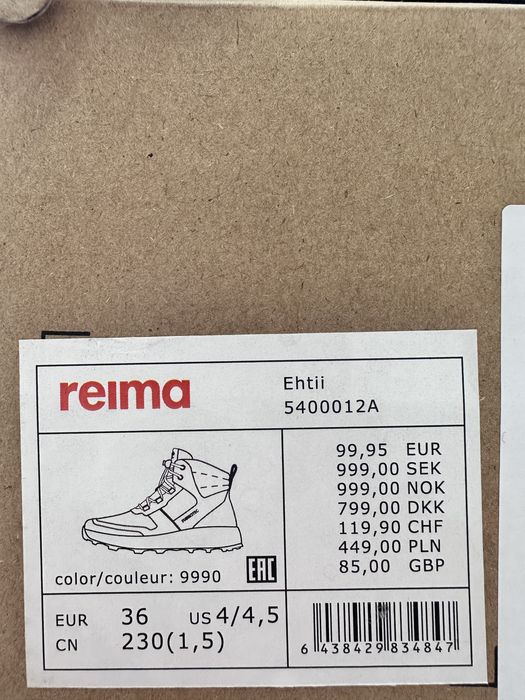 reima
Ehtii
5400012A
99,95 EUR
999,00 SEK
999,00 NOK
799,00 DKK
119,90 CHF
449,00 PLN
85,00 GBP
color/couleur: 9990
EAC
EUR 36 US 4/4,5
CN 230(1,5)
6 438429 834847